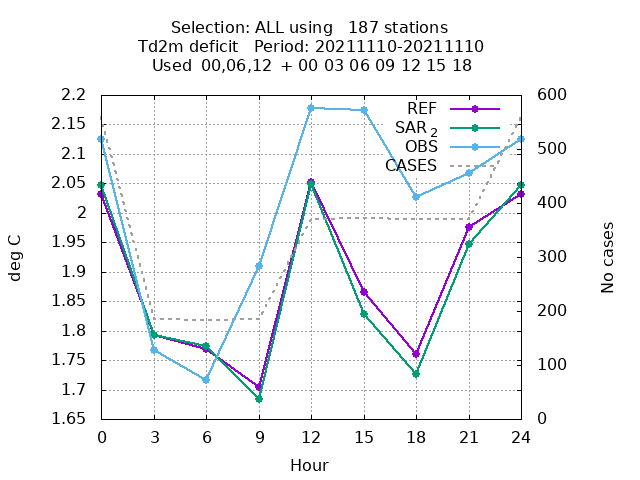 Selection: ALL using   187 stations
Td2m deficit   Period: 20211110-20211110
Used  00,06,12  + 00 03 06 09 12 15 18
2.2
2.15
2.1
2.05
2
1.95
1.9
1.85
1.8
1.75
1.7
1.65
deg C
REF
SAR 2
OBS
CASES
600
500
400
300
200
100
0
No cases
0 3 6 9 12 15 18 21 24
Hour